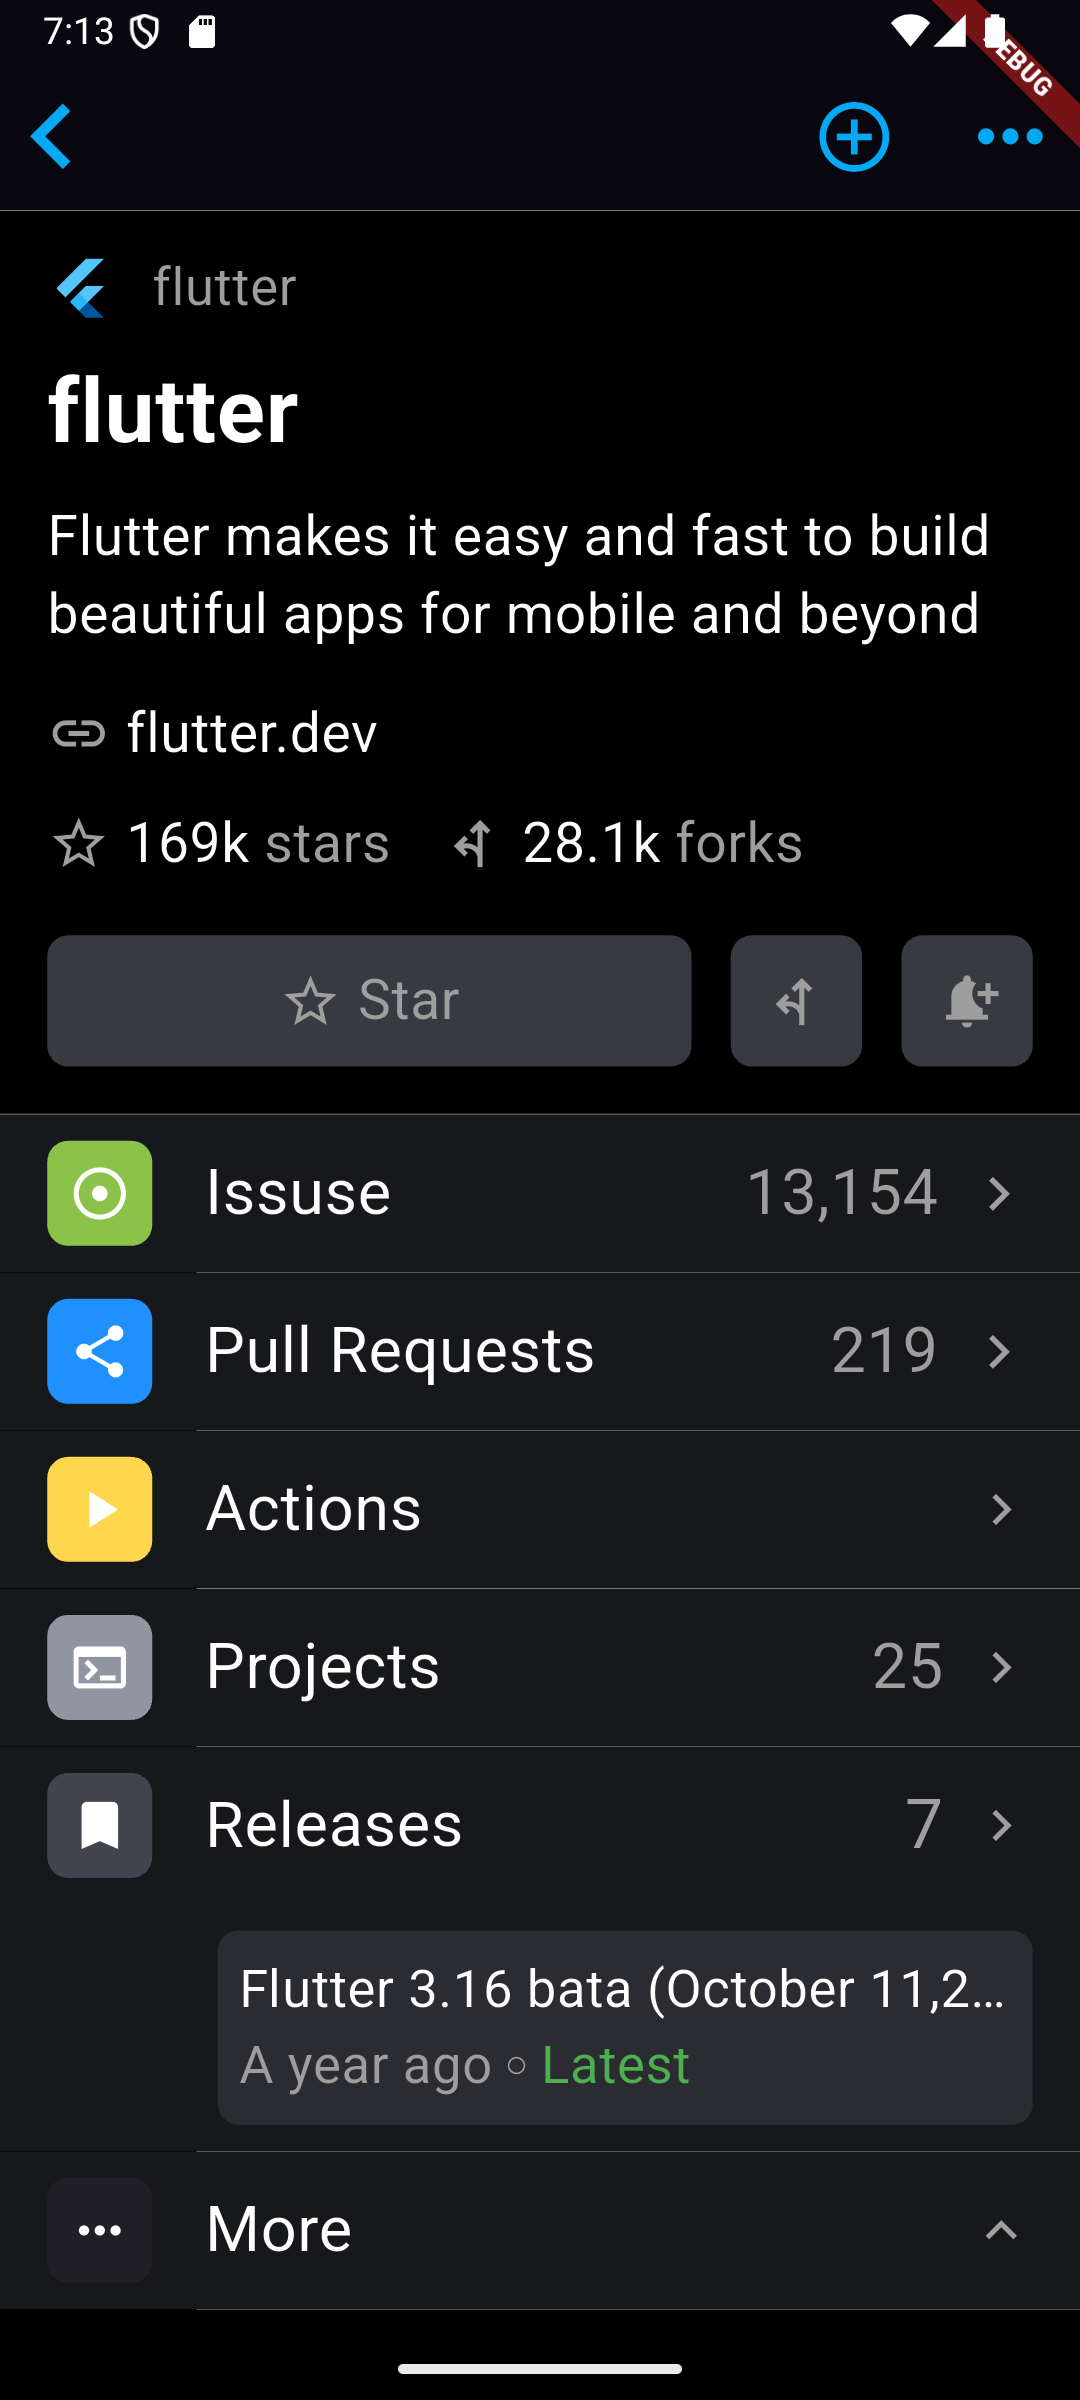 7:13
DEBUG
flutter
flutter
Flutter makes it easy and fast to build
beautiful apps for mobile and beyond
flutter.dev
169k stars 28.1k forks
Star
Issuse 13,154
Pull Requests 219
Actions
Projects 25
Releases 7
Flutter 3.16 bata (October 11,2...
A year ago ○ Latest
More